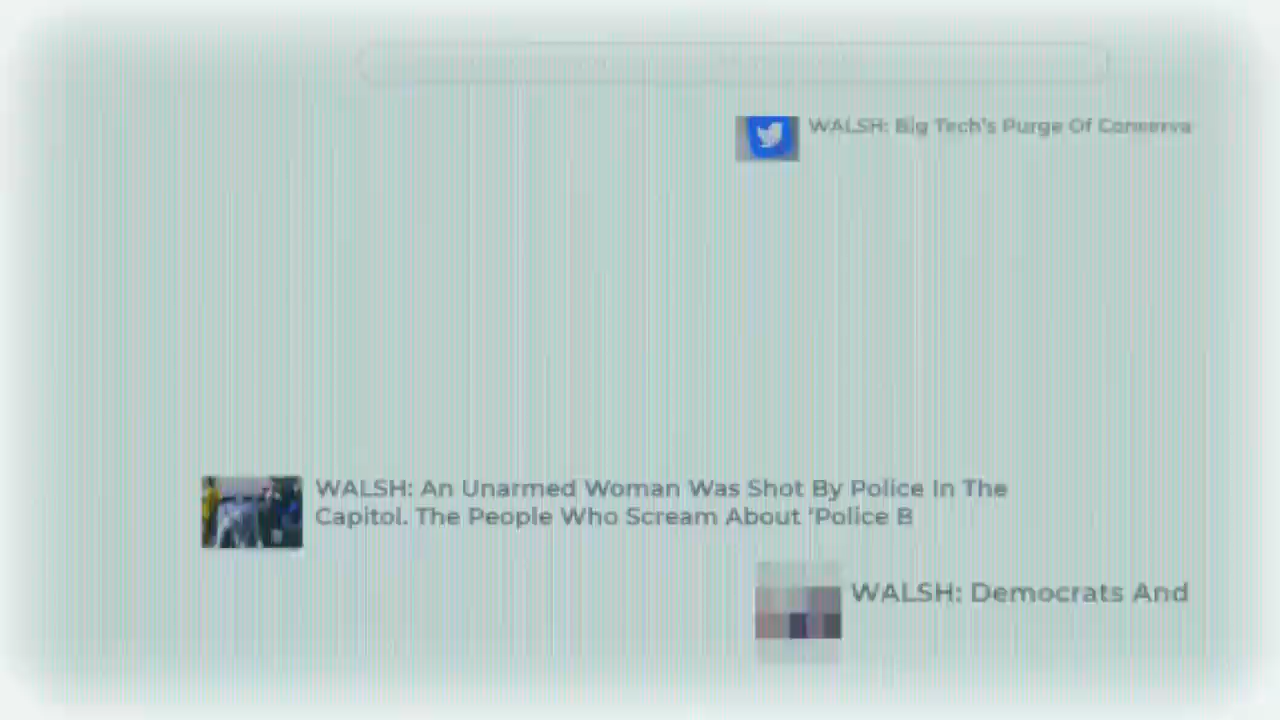 WALSH: Big Tech's Purge Of Conserva
WALSH: An Unarmed Woman Was Shot By Police In The
Capitol. The People Who Scream About 'Police B
WALSH: Democrats And